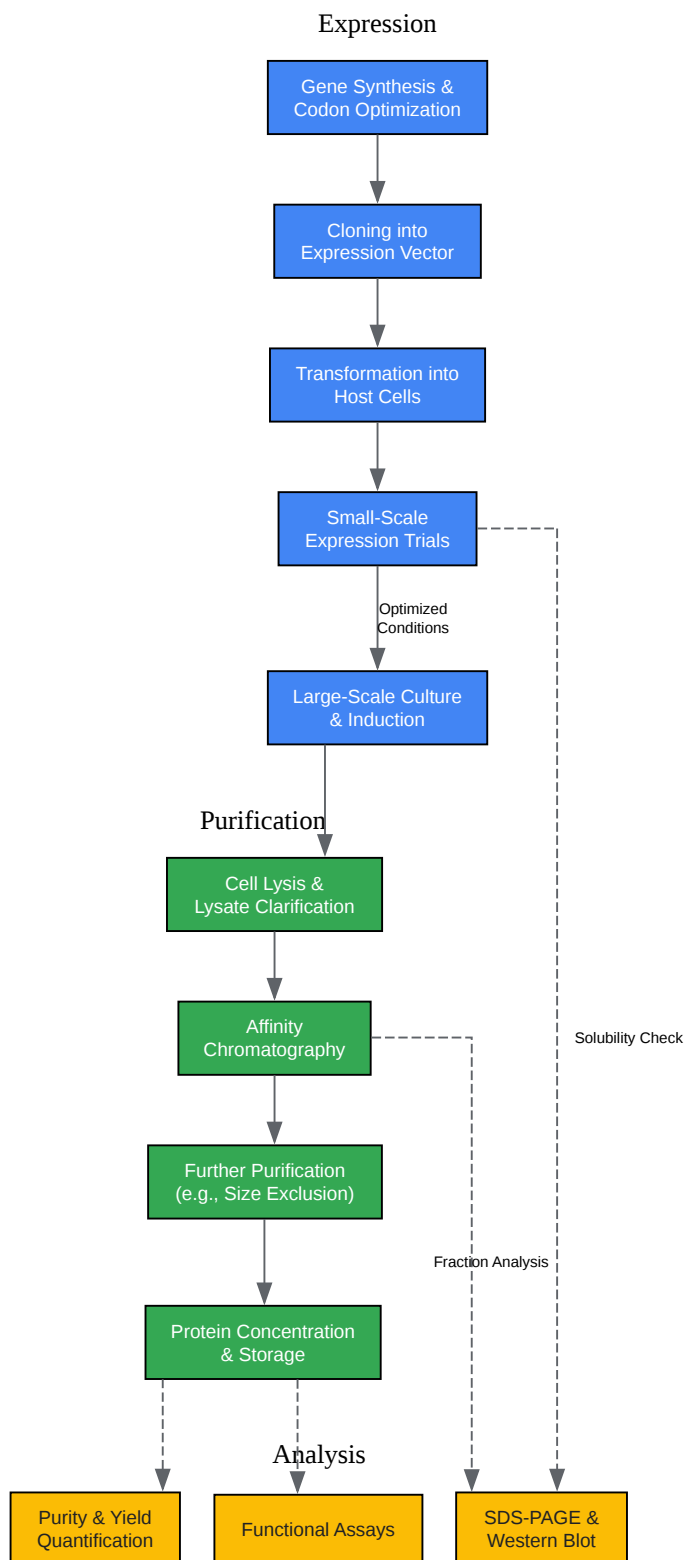 Expression
Gene Synthesis &
Codon Optimization
Cloning into
Expression Vector
Transformation into
Host Cells
Small-Scale
Expression Trials
Optimized
Conditions
Large-Scale Culture
& Induction
Purification
Cell Lysis &
Lysate Clarification
Affinity
Chromatography
Solubility Check
Further Purification
(e.g., Size Exclusion)
Fraction Analysis
Protein Concentration
& Storage
Analysis
Purity & Yield
Quantification
Functional Assays
SDS-PAGE &
Western Blot